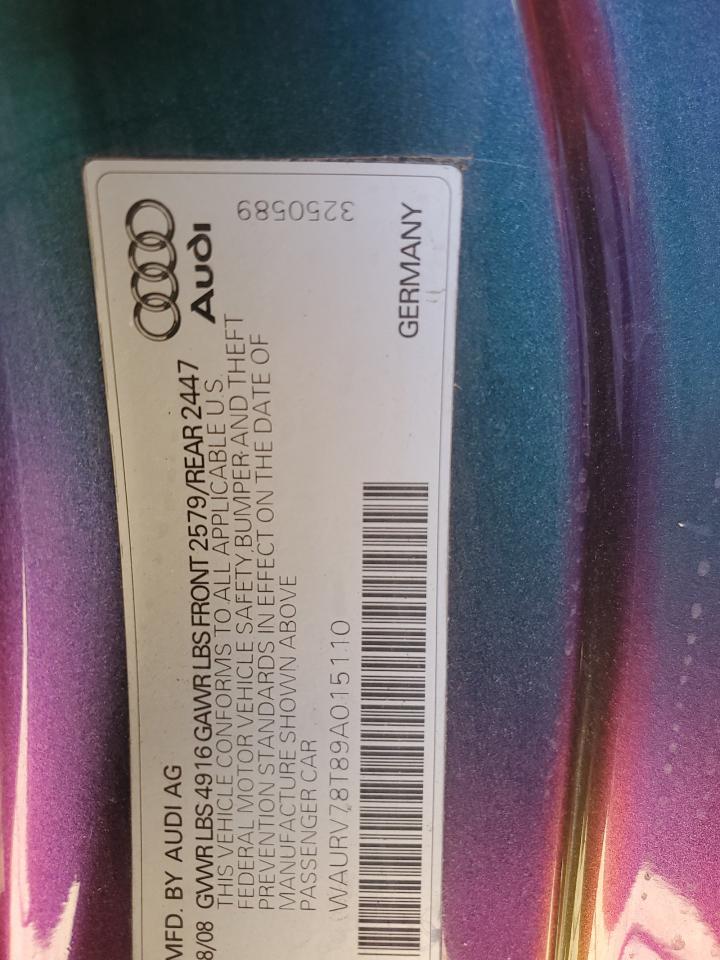 MFD. BY AUDI AG
8/08 GVWR LBS 4916 GAWR LBS FRONT 2579/REAR 2447
THIS VEHICLE CONFORMS TO ALL APPLICABLE U.S.
FEDERAL MOTOR VEHICLE SAFETY, BUMPER AND THEFT
PREVENTION STANDARDS IN EFFECT ON THE DATE OF
MANUFACTURE SHOWN ABOVE
PASSENGER CAR
WAURV78T89A015110
Audi
3250589
GERMANY